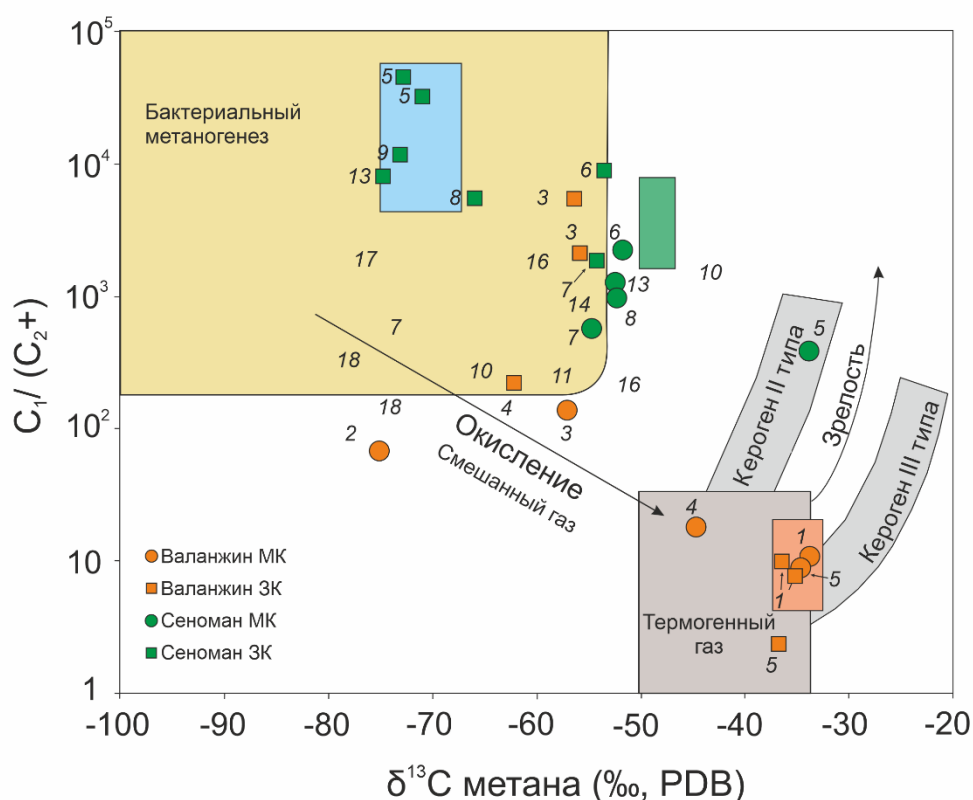 10⁵
10⁴
10³
10²
10
1
C₁/ (C₂+)
Бактериальный
метаногенез
5
5
9
13
8
6
3
3
6
16
7
17
10
13
14
8
7
7
18
10
11
16
4
3
18
2
5
Окисление
Смешанный газ
Кероген II типа
Зрелость
Кероген III типа
4
1
1
5
5
Термогенный
газ
Валанжин МК
Валанжин ЗК
Сеноман МК
Сеноман ЗК
-100 -90 -80 -70 -60 -50 -40 -30 -20
δ¹³C метана (‰, PDB)